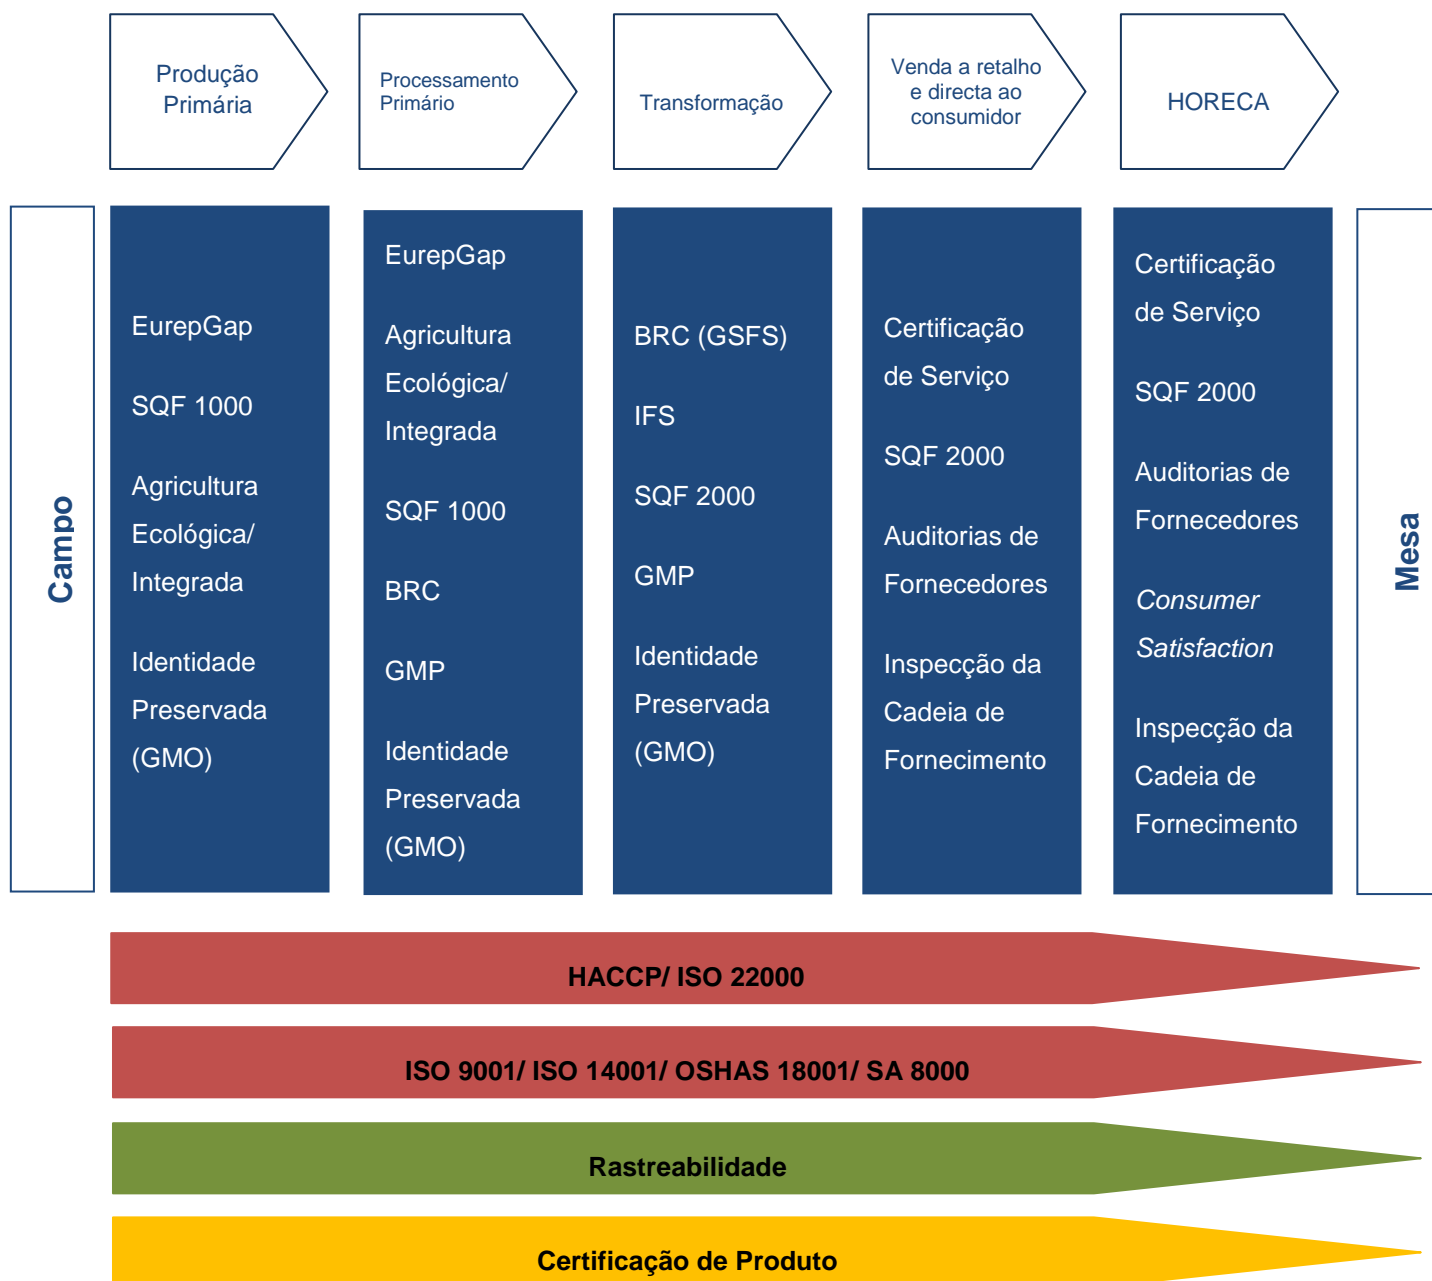 Produção
Primária
Processamento
Primário
Transformação
Venda a retalho
e directa ao
consumidor
HORECA
Campo
EurepGap
SQF 1000
Agricultura
Ecológica/
Integrada
Identidade
Preservada
(GMO)
EurepGap
Agricultura
Ecológica/
Integrada
SQF 1000
BRC
GMP
Identidade
Preservada
(GMO)
BRC (GSFS)
IFS
SQF 2000
GMP
Identidade
Preservada
(GMO)
Certificação
de Serviço
SQF 2000
Auditorias de
Fornecedores
Inspecção da
Cadeia de
Fornecimento
Certificação
de Serviço
SQF 2000
Auditorias de
Fornecedores
Consumer
Satisfaction
Inspecção da
Cadeia de
Fornecimento
Mesa
HACCP/ ISO 22000
ISO 9001/ ISO 14001/ OSHAS 18001/ SA 8000
Rastreabilidade
Certificação de Produto